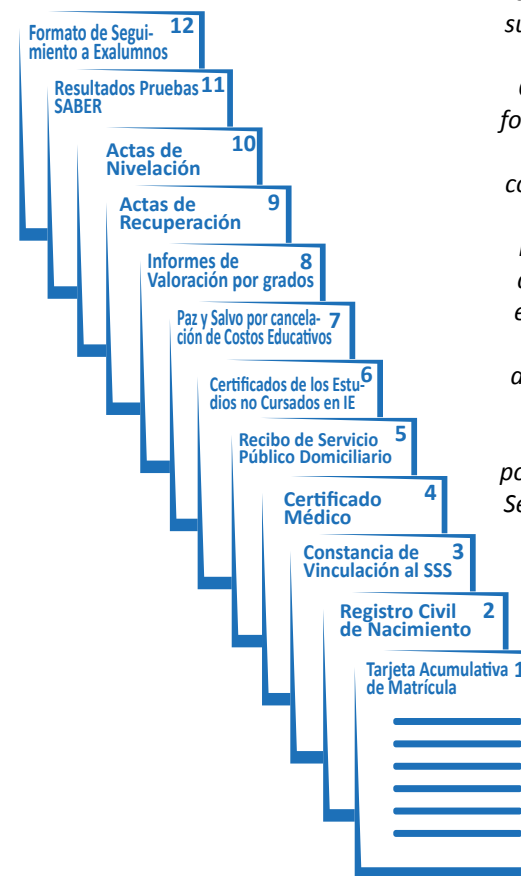 Formato de Segui- 12
miento a Exalumnos
Resultados Pruebas 11
SABER
Actas de 10
Nivelación
Actas de 9
Recuperación
Informes de 8
Valoración por grados
Paz y Salvo por cancela- 7
ción de Costos Educativos
Certificados de los Estu- 6
dios no Cursados en IE
Recibo de Servicio 5
Público Domiciliario
Certificado 4
Médico
Constancia de 3
Vinculación al SSS
Registro Civil 2
de Nacimiento
Tarjeta Acumulativa 1
de Matrícula